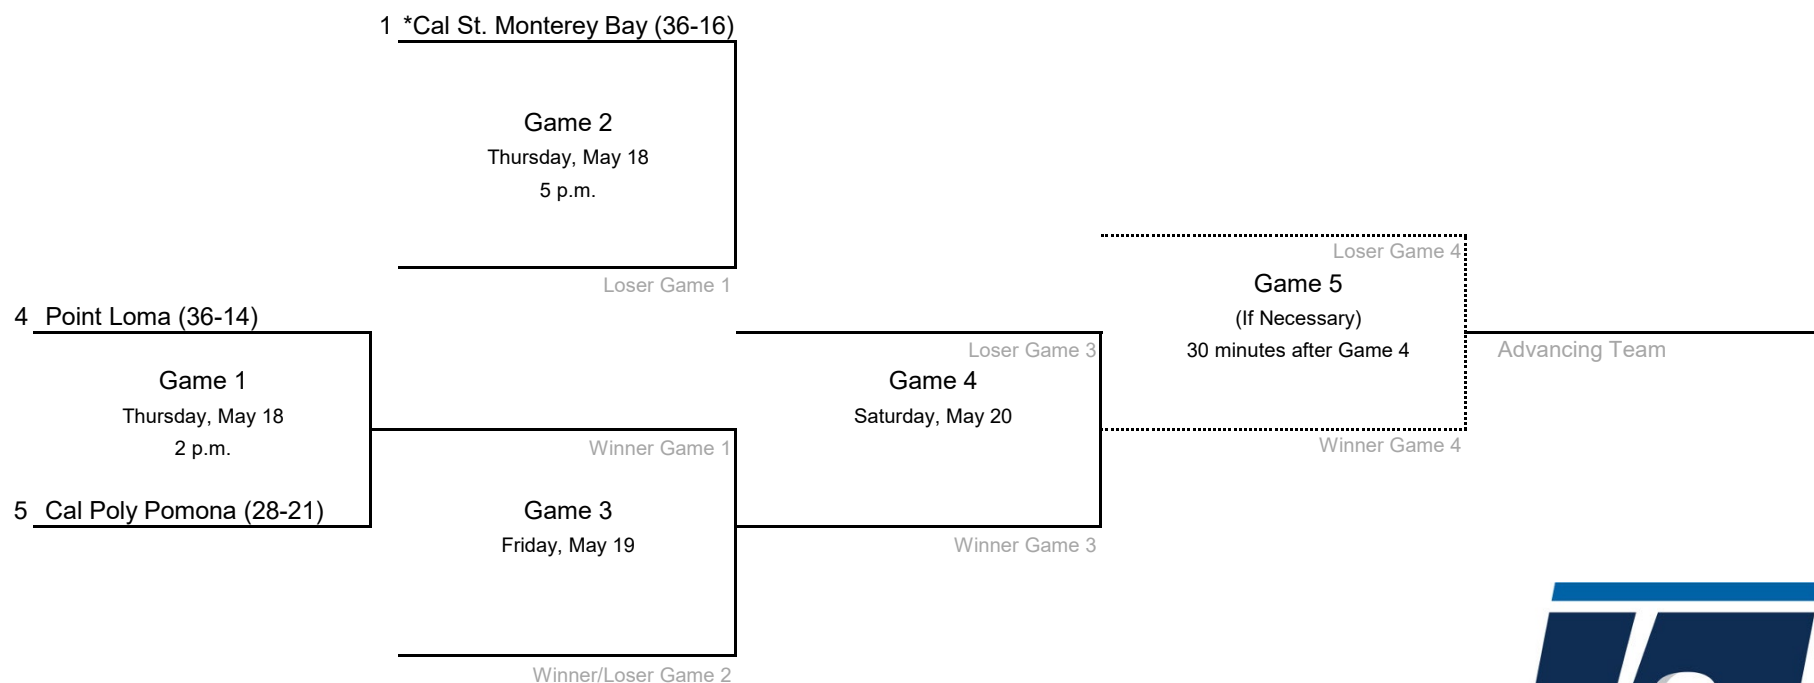 1 *Cal St. Monterey Bay (36-16)
Game 2
Thursday, May 18
5 p.m.
Loser Game 1
4 Point Loma (36-14)
Game 1
Thursday, May 18
2 p.m.
5 Cal Poly Pomona (28-21)
Winner Game 1
Game 3
Friday, May 19
Winner/Loser Game 2
Loser Game 3
Game 4
Saturday, May 20
Winner Game 3
Loser Game 4
Game 5
(If Necessary)
30 minutes after Game 4
Winner Game 4
Advancing Team